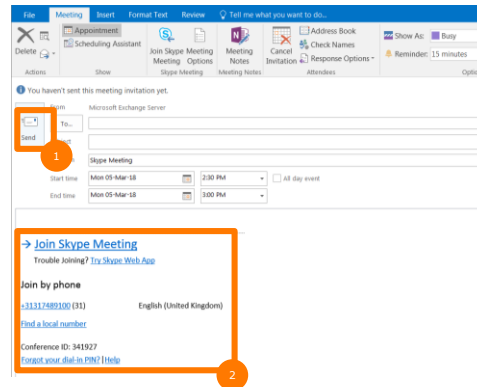 File Meeting Insert Format Text Review Tell me what you want to do...
Delete
Actions
Appointment
Scheduling Assistant
Show
Join Skype Meeting
Meeting Options
Skype Meeting
Meeting Notes
Meeting Notes
Cancel Invitation
Address Book
Check Names
Response Options
Attendees
Show As: Busy
Reminder: 15 minutes
Optio
You haven't sent this meeting invitation yet.
From Microsoft Exchange Server
To...
Send
1
Skype Meeting
Start time Mon 05-Mar-18 2:30 PM All day event
End time Mon 05-Mar-18 3:00 PM
→ Join Skype Meeting
Trouble Joining? Try Skype Web App
Join by phone
+31317489100 (31) English (United Kingdom)
Find a local number
Conference ID: 341927
Forgot your dial-in PIN? | Help
2